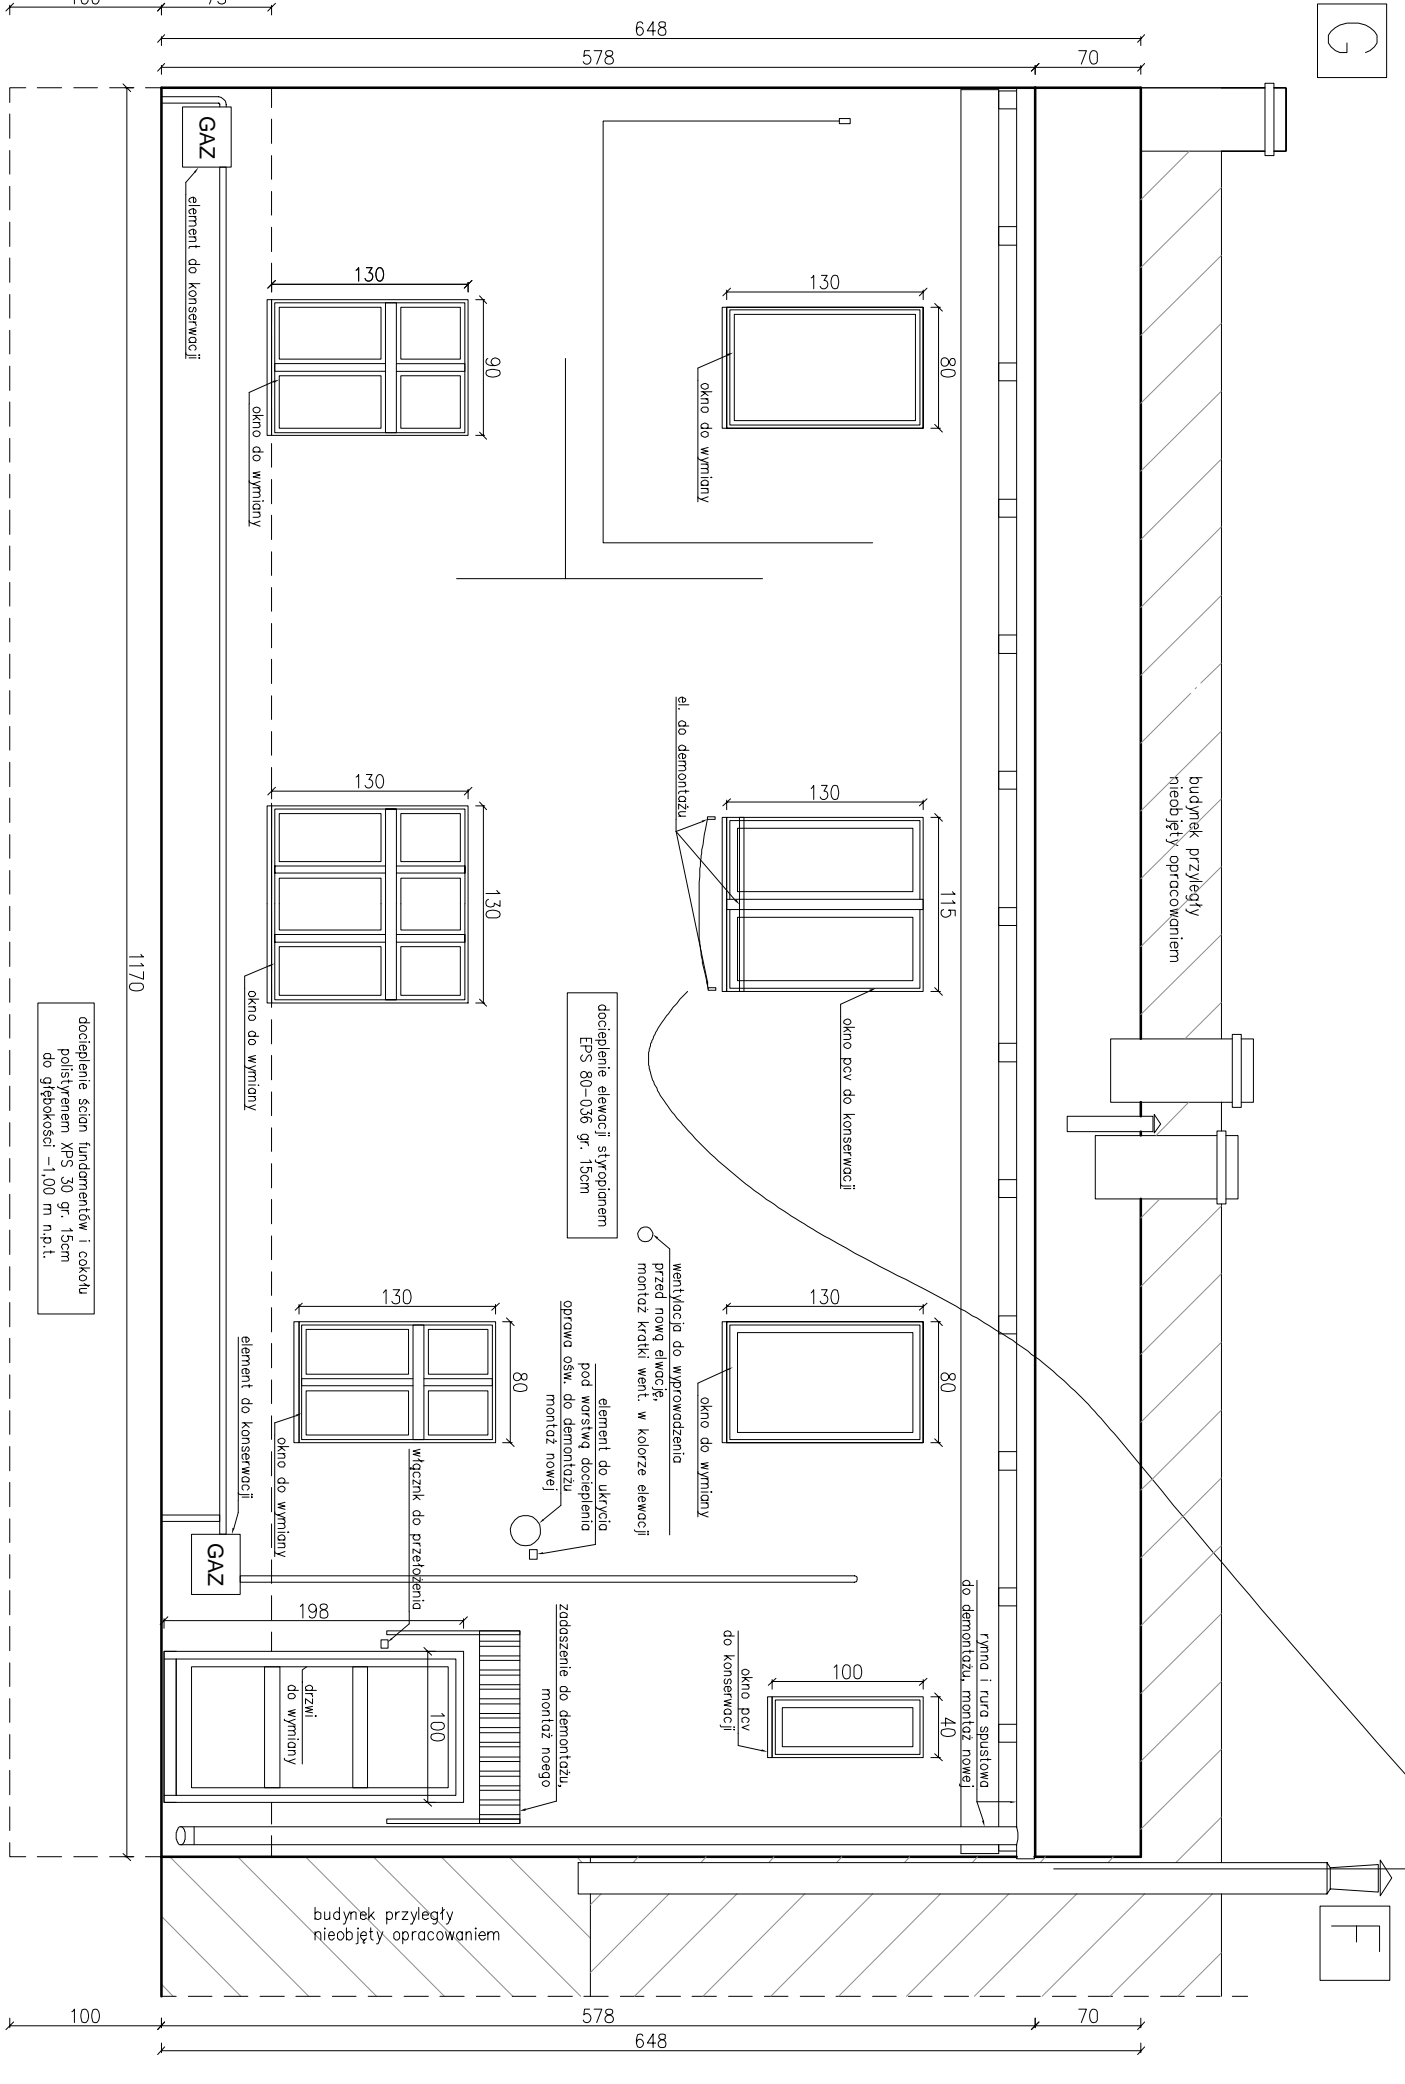 G
F
648
578
70
100
73
budynek przyległy
nieobjęty opracowaniem
80
130
okno do wymiany
115
130
el. do demontażu
okno pcv do konserwacji
80
130
okno do wymiany
40
100
okno pcv
do konserwacji
rynna i rura spustowa
do demontażu, montaż nowej
docieplenie elewacji styropianem
EPS 80-036 gr. 15cm
wentylacja do wyprowadzenia
przed nową elwację,
montaż kratki went. w kolorze elewacji
element do ukrycia
pod warstwą docieplenia
oprawa ośw. do demontażu
montaż nowej
zadaszenie do demontażu,
montaż noego
90
130
okno do wymiany
130
130
okno do wymiany
80
130
okno do wymiany
włącznk do przełożenia
198
100
drzwi
do wymiany
GAZ
element do konserwacji
GAZ
element do konserwacji
1170
docieplenie ścian fundamentów i cokołu
polistyrenem XPS 30 gr. 15cm
do głębokości -1,00 m n.p.t.
budynek przyległy
nieobjęty opracowaniem
100
578
70
648